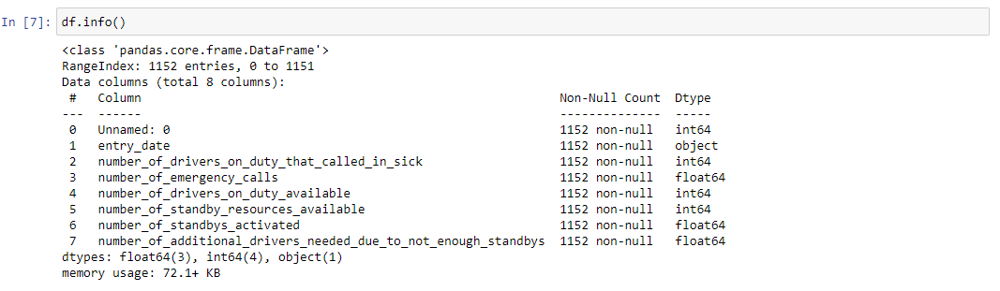 In [7]: df.info()
<class 'pandas.core.frame.DataFrame'>
RangeIndex: 1152 entries, 0 to 1151
Data columns (total 8 columns):
 #   Column                                                        Non-Null Count  Dtype
---  ------                                                        --------------  -----
 0   Unnamed: 0                                                    1152 non-null   int64
 1   entry_date                                                    1152 non-null   object
 2   number_of_drivers_on_duty_that_called_in_sick                 1152 non-null   int64
 3   number_of_emergency_calls                                     1152 non-null   float64
 4   number_of_drivers_on_duty_available                           1152 non-null   int64
 5   number_of_standby_resources_available                         1152 non-null   int64
 6   number_of_standbys_activated                                  1152 non-null   float64
 7   number_of_additional_drivers_needed_due_to_not_enough_standbys  1152 non-null   float64
dtypes: float64(3), int64(4), object(1)
memory usage: 72.1+ KB